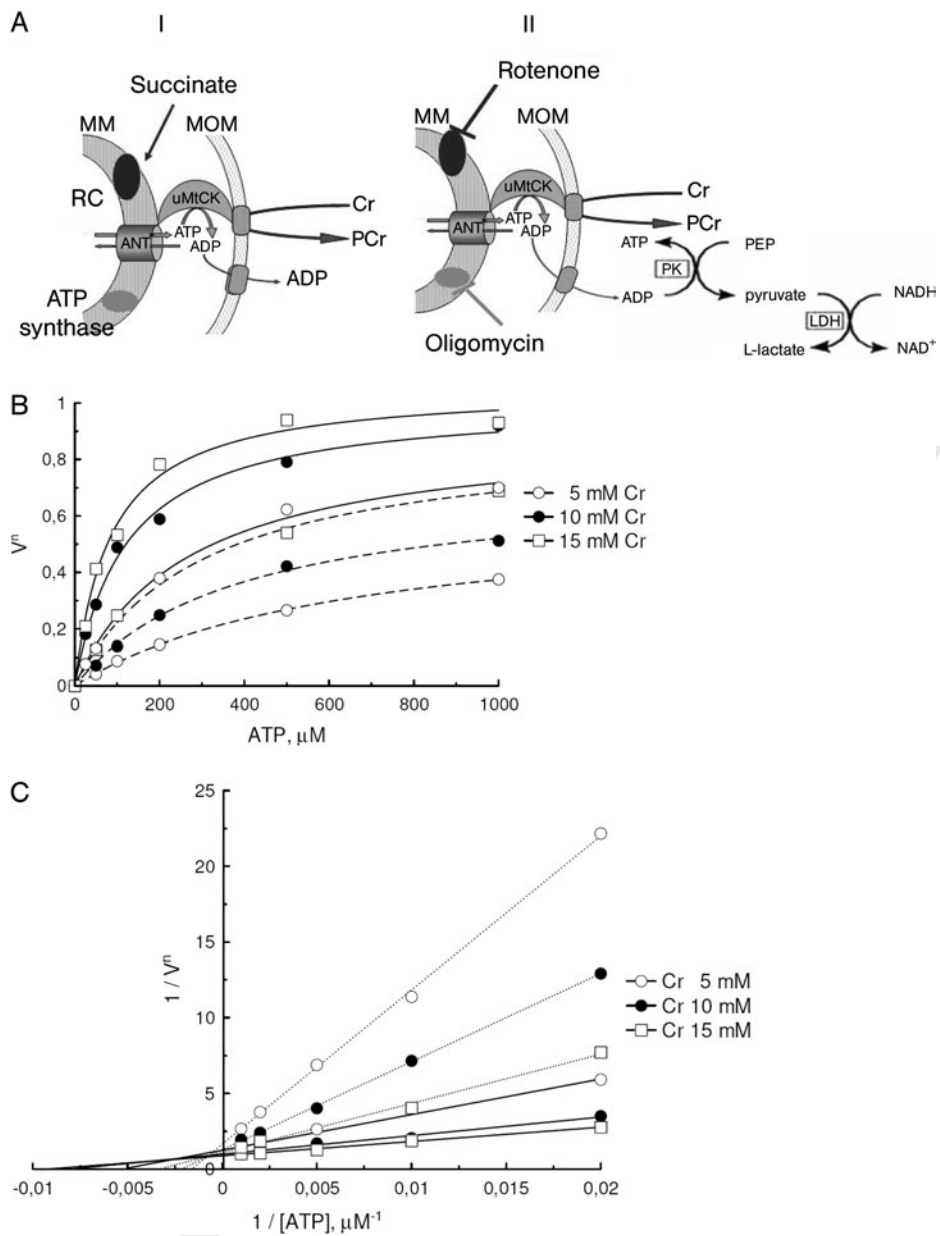 A
I
II
Succinate
MM
MOM
RC
uMtCK
ANT
ATP
ADP
Cr
PCr
ADP
ATP
synthase
Rotenone
MM
MOM
uMtCK
ANT
ATP
ADP
Cr
PCr
ATP
PEP
PK
ADP
pyruvate
NADH
LDH
L-lactate
NAD+
Oligomycin
B
1
0,8
0,6
0,4
0,2
0
Vn
0 200 400 600 800 1000
ATP, μM
5 mM Cr
10 mM Cr
15 mM Cr
C
25
20
15
10
5
0
1 / Vn
-0,01 -0,005 0 0,005 0,01 0,015 0,02
1 / [ATP], μM-1
Cr 5 mM
Cr 10 mM
Cr 15 mM